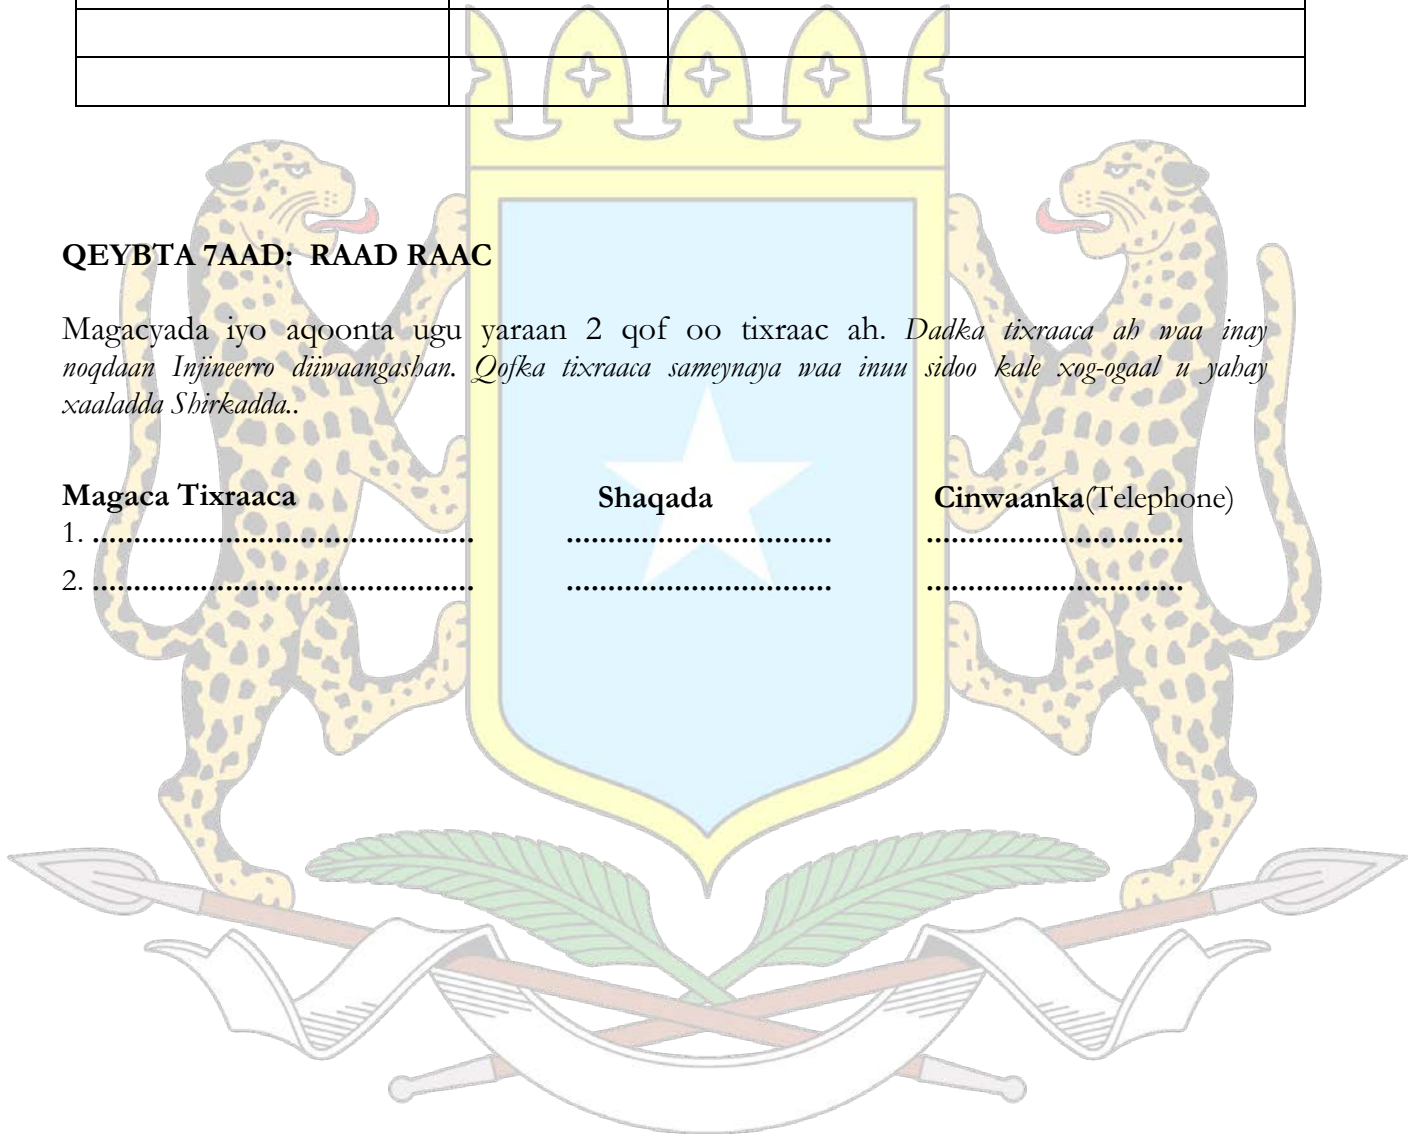 QEYBTA 7AAD: RAAD RAAC
Magacyada iyo aqoonta ugu yaraan 2 qof oo tixraac ah. Dadka tixraaca ah waa inay
noqdaan Injineerro diiwaangashan. Qofka tixraaca sameynaya waa inuu sidoo kale xog-ogaal u yahay
xaaladda Shirkadda..
Magaca Tixraaca Shaqada Cinwaanka(Telephone)
1. .............................................. ................................ ...............................
2. .............................................. ................................ ...............................